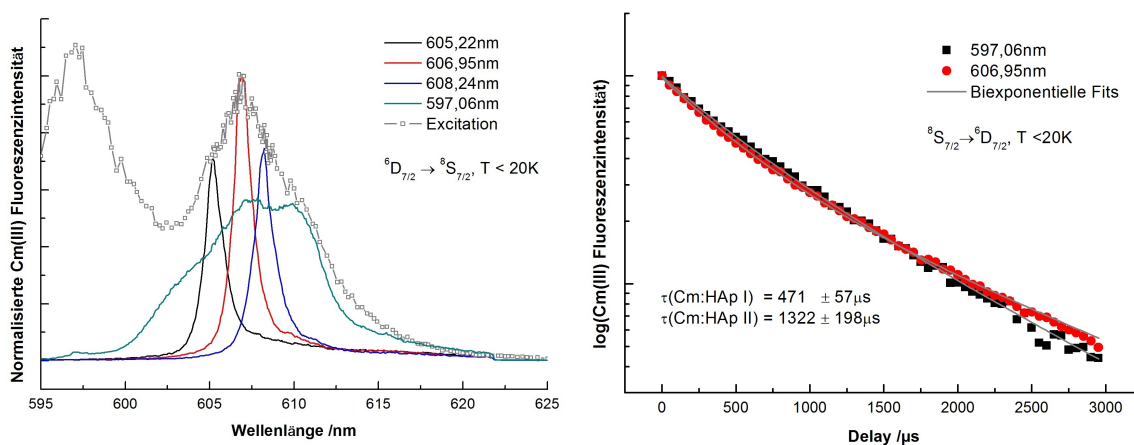 Normalisierte Cm(III) Fluoreszenzintensität
605,22nm
606,95nm
608,24nm
597,06nm
Excitation
⁶D₇/₂ → ⁸S₇/₂, T < 20K
595 600 605 610 615 620 625
Wellenlänge /nm
log(Cm(III) Fluoreszenzintensität)
597,06nm
606,95nm
Biexponentielle Fits
⁸S₇/₂→⁶D₇/₂, T <20K
τ(Cm:HAp I) = 471 ± 57µs
τ(Cm:HAp II) = 1322 ± 198µs
0 500 1000 1500 2000 2500 3000
Delay /µs